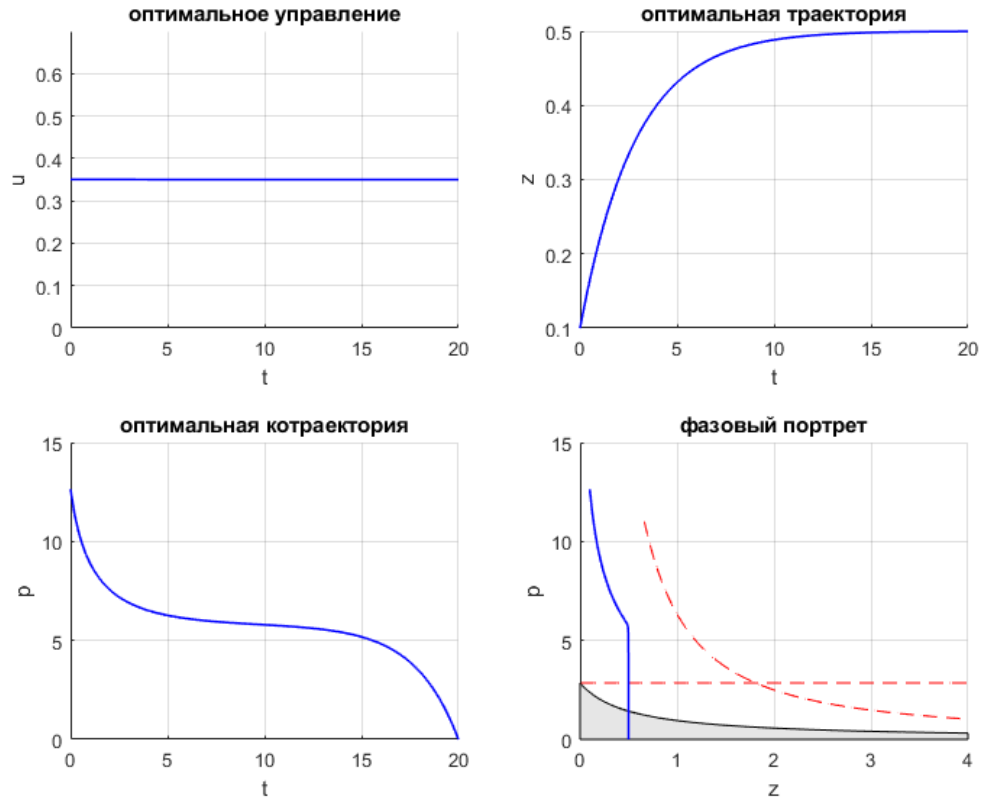 оптимальное управление
0.6
0.5
0.4
0.3
0.2
0.1
0
u
0 5 10 15 20
t
оптимальная траектория
0.5
0.4
0.3
0.2
0.1
z
0 5 10 15 20
t
оптимальная котраектория
15
10
5
0
p
0 5 10 15 20
t
фазовый портрет
15
10
5
0
p
0 1 2 3 4
z